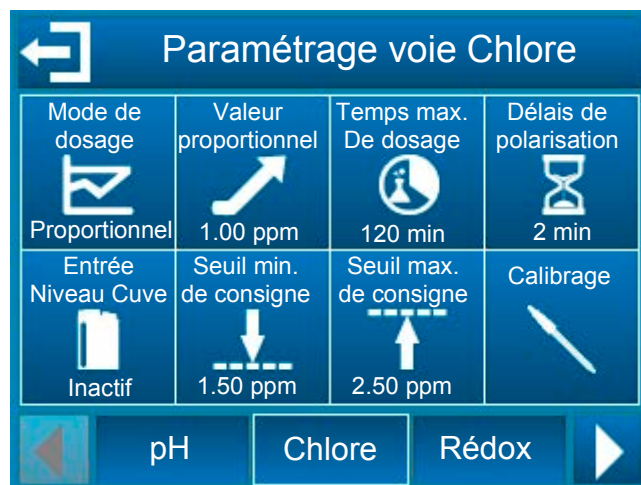 Paramétrage voie Chlore
Mode de
dosage
Proportionnel
Valeur
proportionnel
1.00 ppm
Temps max.
De dosage
120 min
Délais de
polarisation
2 min
Entrée
Niveau Cuve
Inactif
Seuil min.
de consigne
1.50 ppm
Seuil max.
de consigne
2.50 ppm
Calibrage
pH
Chlore
Rédox